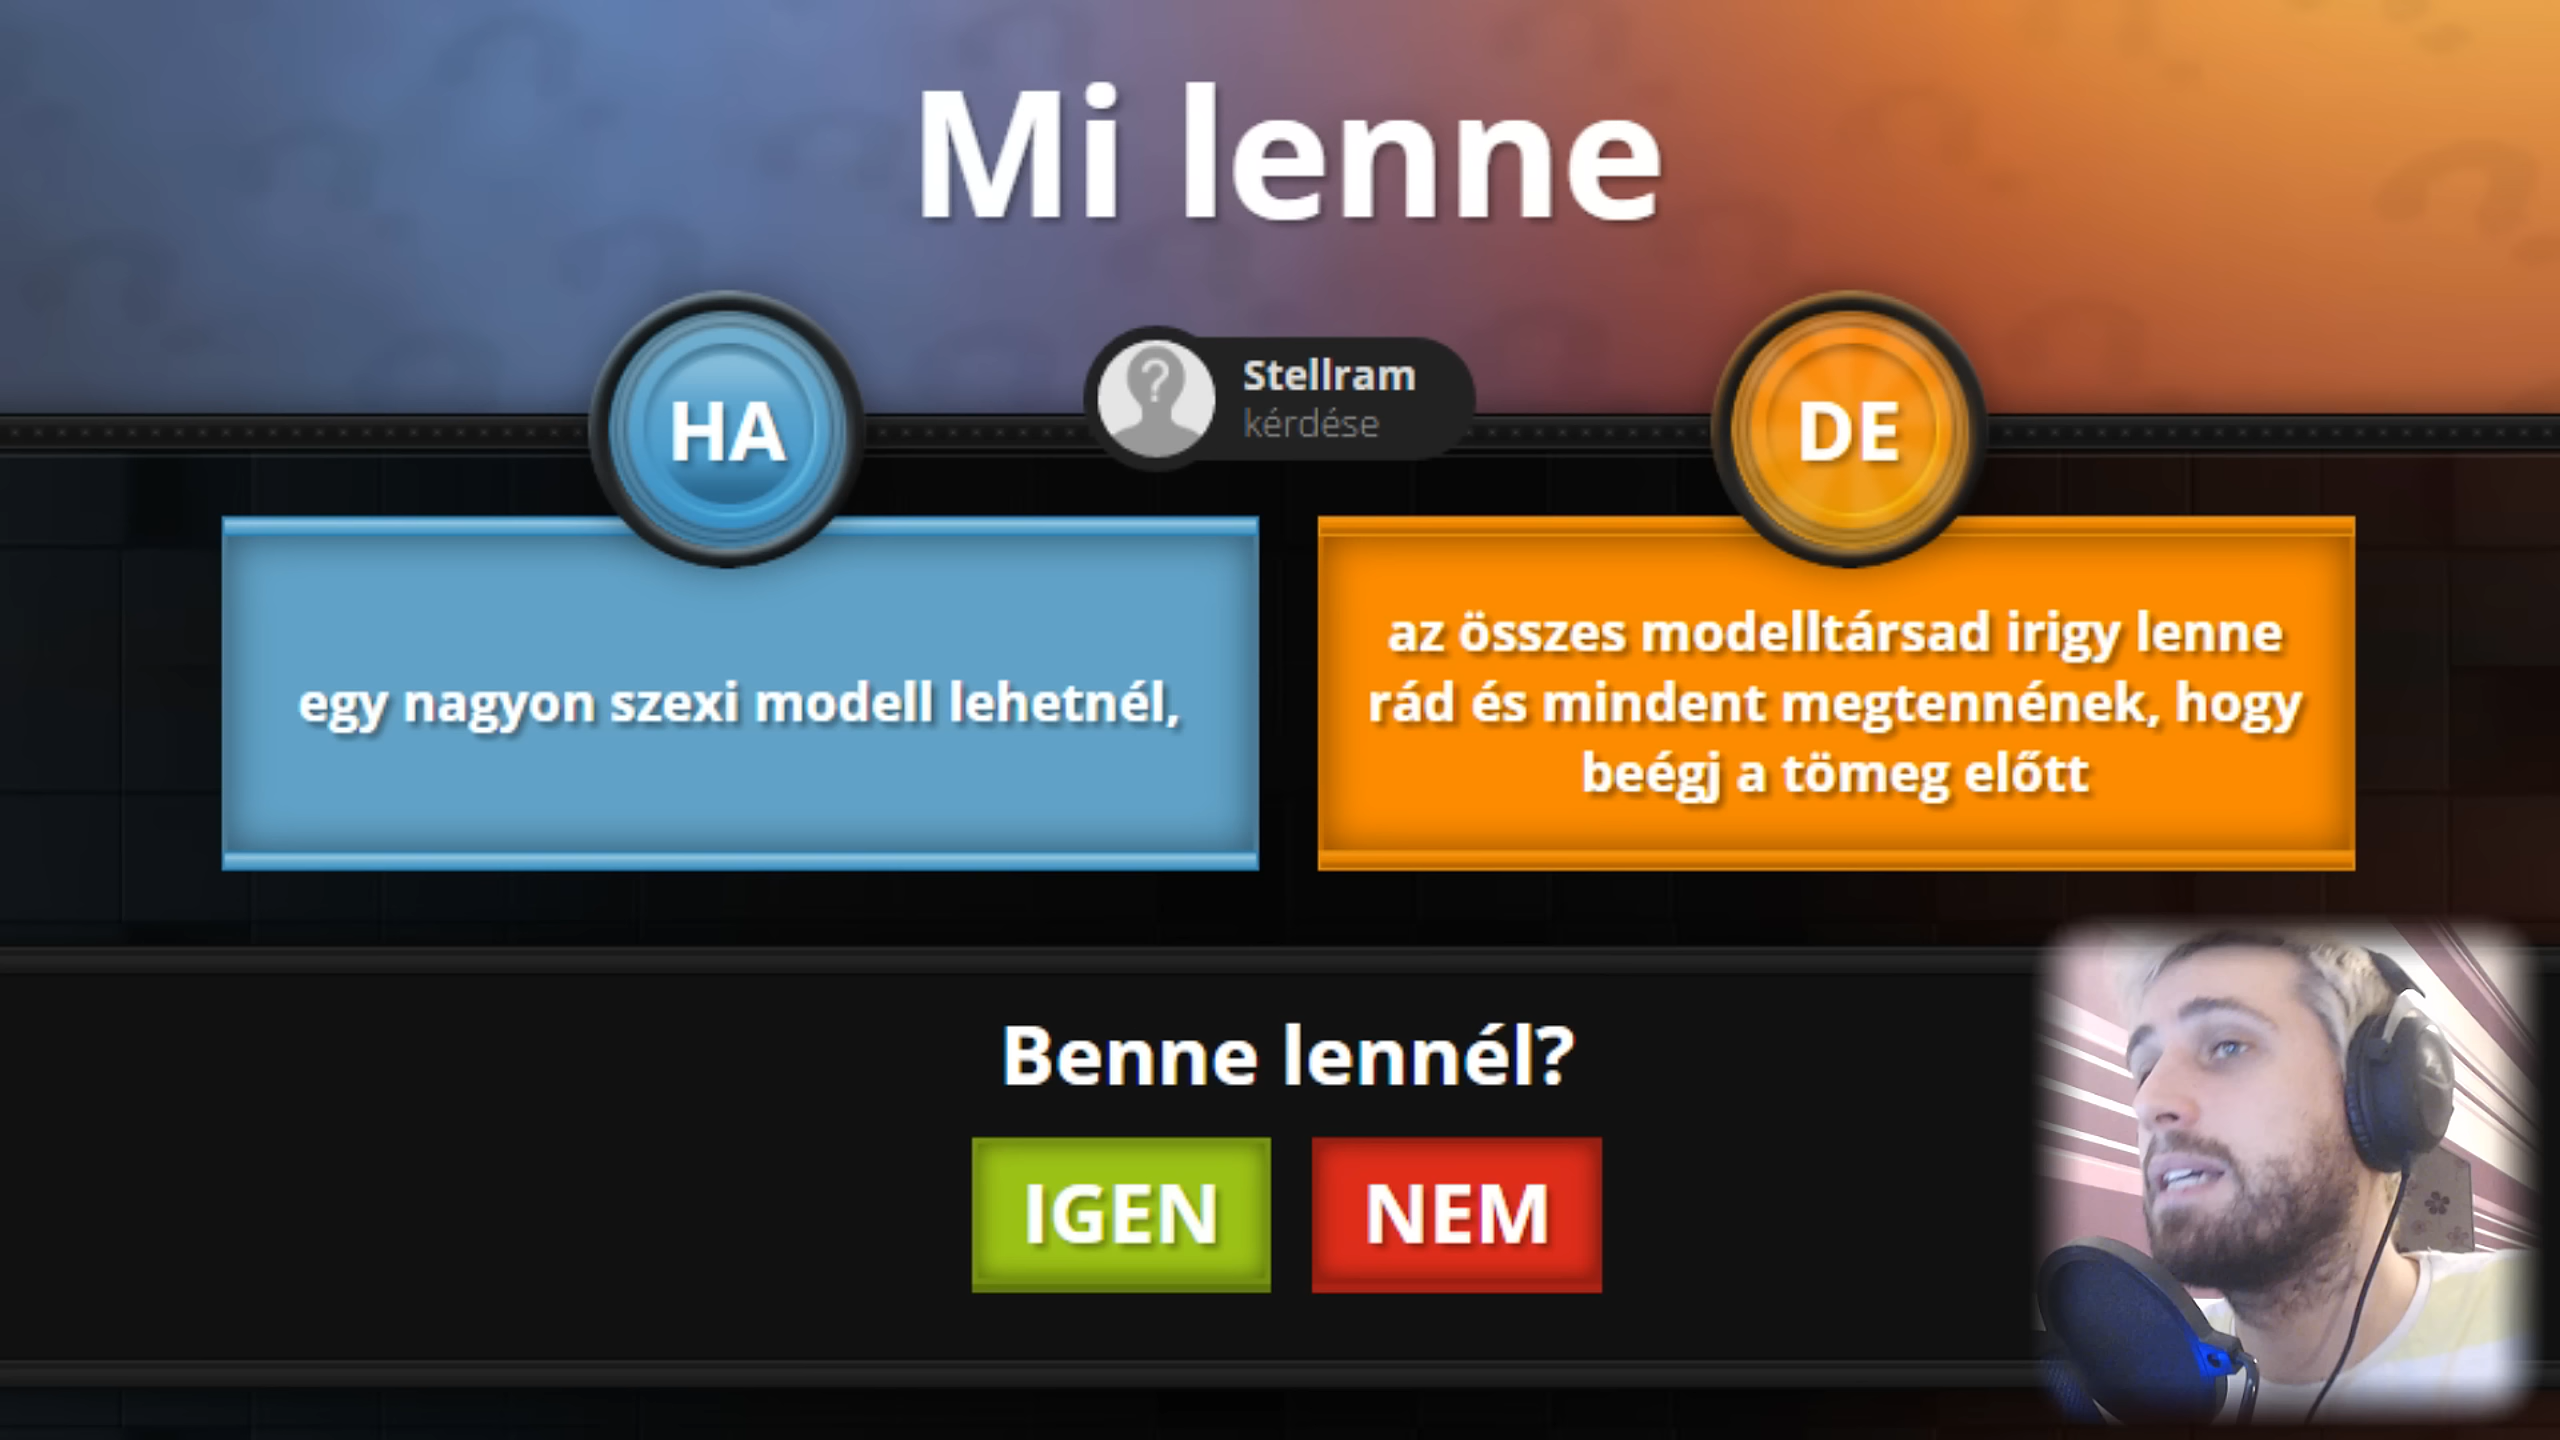 Mi lenne
HA
Stellram
kérdése
DE
egy nagyon szexi modell lehetnél,
az összes modelltársad irigy lenne
rád és mindent megtennének, hogy
beégj a tömeg előtt
Benne lennél?
IGEN
NEM